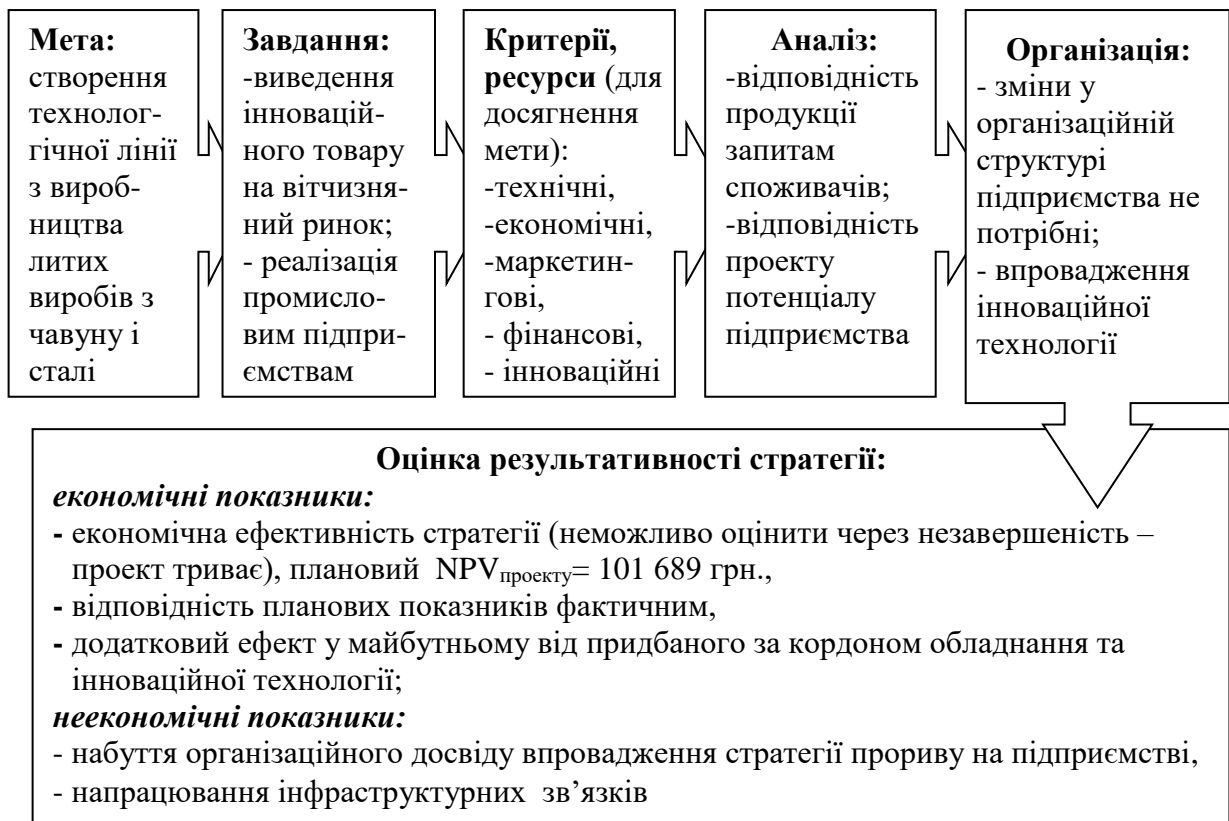 Мета:
створення
технолог-
гічної лінії
з вироб-
ництва
литих
виробів з
чавуну і
сталі
Завдання:
-виведення
інновацій-
ного товару
на вітчизня-
ний ринок;
- реалізація
промисло-
вим підпри-
ємствам
Критерії,
ресурси (для
досягнення
мети):
-технічні,
-економічні,
-маркетин-
гові,
- фінансові,
- інноваційні
Аналіз:
-відповідність
продукції
запитам
споживачів;
-відповідність
проекту
потенціалу
підприємства
Організація:
- зміни у
організаційній
структурі
підприємства не
потрібні;
- впровадження
інноваційної
технології
Оцінка результативності стратегії:
економічні показники:
- економічна ефективність стратегії (неможливо оцінити через незавершеність –
проект триває), плановий NPVпроекту= 101 689 грн.,
- відповідність планових показників фактичним,
- додатковий ефект у майбутньому від придбаного за кордоном обладнання та
інноваційної технології;
неекономічні показники:
- набуття організаційного досвіду впровадження стратегії прориву на підприємстві,
- напрацювання інфраструктурних зв’язків